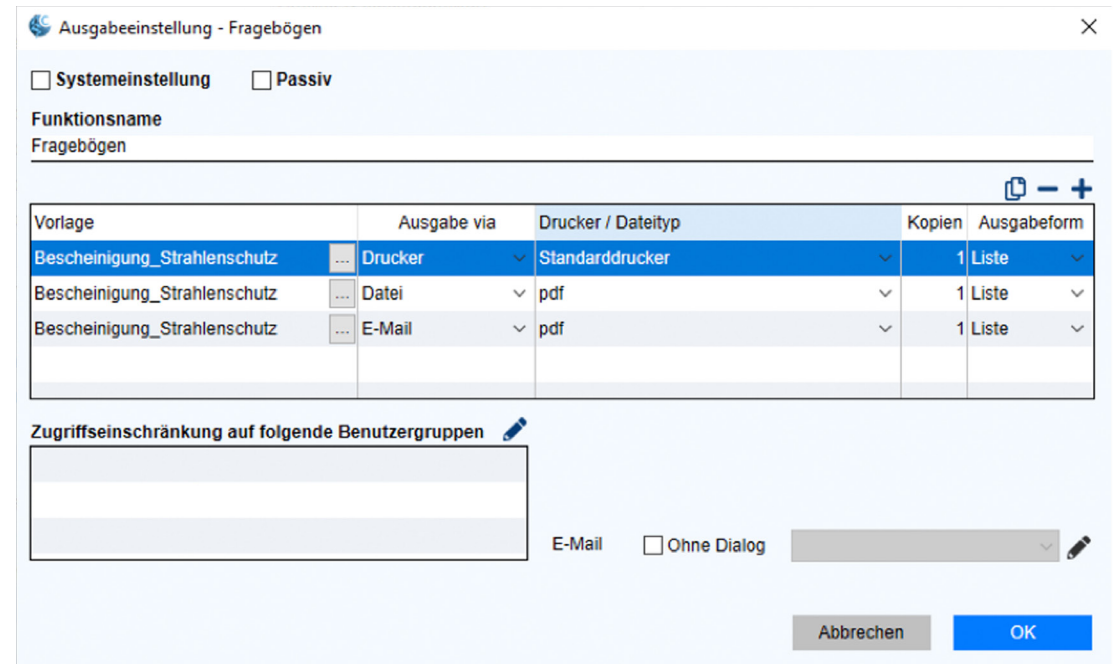 Ausgabeeinstellung - Fragebögen
Systemeinstellung Passiv
Funktionsname
Fragebögen
Vorlage Ausgabe via Drucker / Dateityp Kopien Ausgabeform
Bescheinigung_Strahlenschutz ... Drucker Standarddrucker 1 Liste
Bescheinigung_Strahlenschutz ... Datei pdf 1 Liste
Bescheinigung_Strahlenschutz ... E-Mail pdf 1 Liste
Zugriffseinschränkung auf folgende Benutzergruppen
E-Mail Ohne Dialog
Abbrechen OK